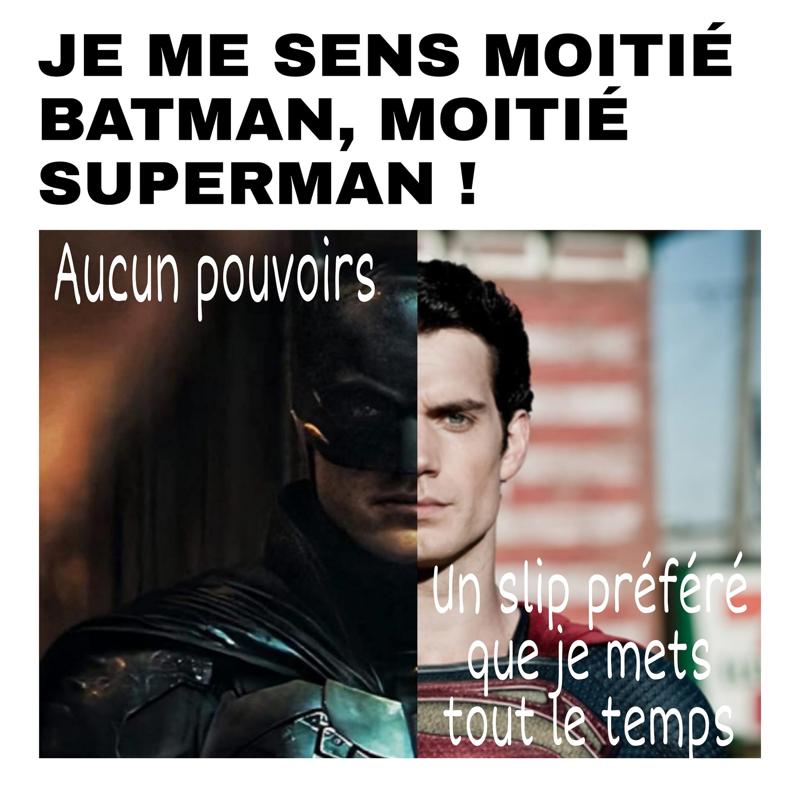 JE ME SENS MOITIÉ
BATMAN, MOITIÉ
SUPERMAN !
Aucun pouvoirs
Un slip préféré
que je mets
tout le temps